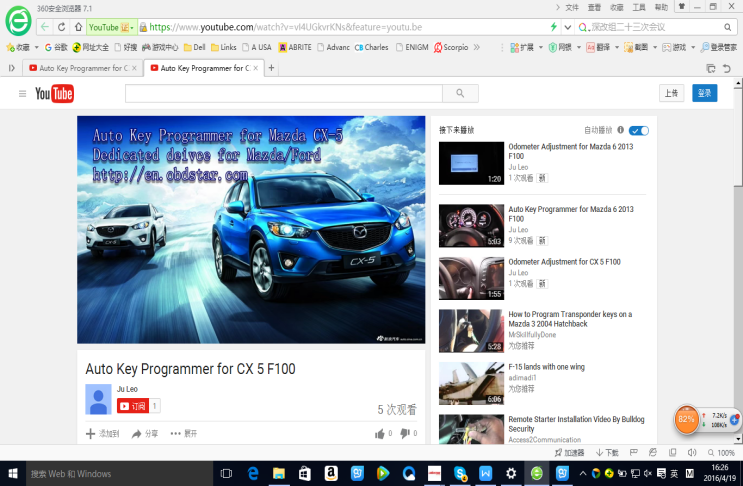 360安全浏览器 7.1
文件 查看 收藏 工具 帮助
YouTube 证 https://www.youtube.com/watch?v=vl4UGkvrKNs&feature=youtu.be
深改组二十三次会议
收藏 谷歌 网址大全 好搜 游戏中心 Dell Links A USA ABRITE Advanc Charles ENIGM Scorpio » 扩展 网银 翻译 截图 游戏 登录管家
Auto Key Programmer for C Auto Key Programmer for C
YouTube
上传 登录
Auto Key Programmer for Mazda CX-5
Dedicated deivce for Mazda/Ford
http://en.obdstar.com
CX-5
Auto Key Programmer for CX 5 F100
Ju Leo
订阅 1
5 次观看
添加到 分享 展开
0 0
接下来播放 自动播放
Odometer Adjustment for Mazda 6 2013
F100
Ju Leo
1 次观看 新
1:29
Auto Key Programmer for Mazda 6 2013
F100
Ju Leo
9 次观看 新
5:03
Odometer Adjustment for CX 5 F100
Ju Leo
1 次观看 新
1:55
How to Program Transponder keys on a
Mazda 3 2004 Hatchback
MrSkillfullyDone
为您推荐
5:28
F-15 lands with one wing
adimadi1
为您推荐
6:06
Remote Starter Installation Video By Bulldog
Security
Access2Communication
82%
7.2K/s
108K/s
加速器 下载 100%
搜索 Web 和 Windows
英 M
16:26
2016/4/19